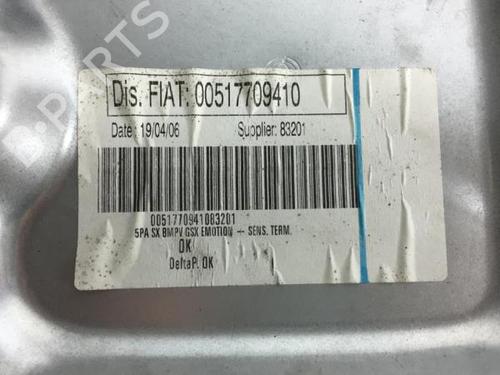 Dis. FIAT: 00517709410
Date : 19/04/06 Supplier: 83201
0051770941083201
5PA SX BMPV GSX EMOTION - SENS. TERM.
OK
DeltaP. OK
D-PARTS